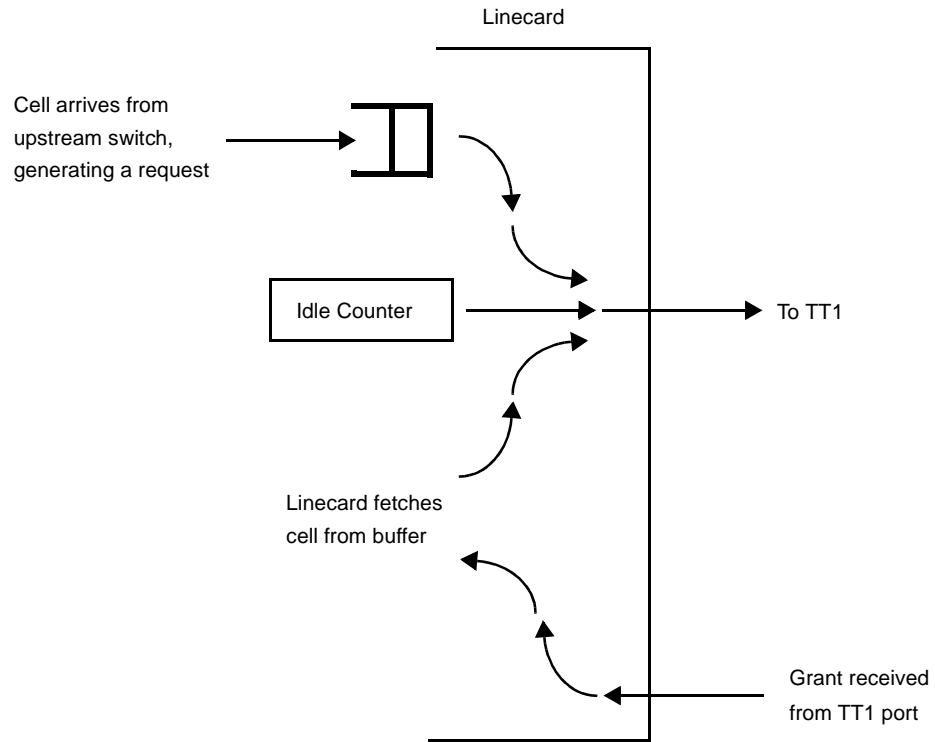 Linecard
Cell arrives from
upstream switch,
generating a request
Idle Counter
To TT1
Linecard fetches
cell from buffer
Grant received
from TT1 port